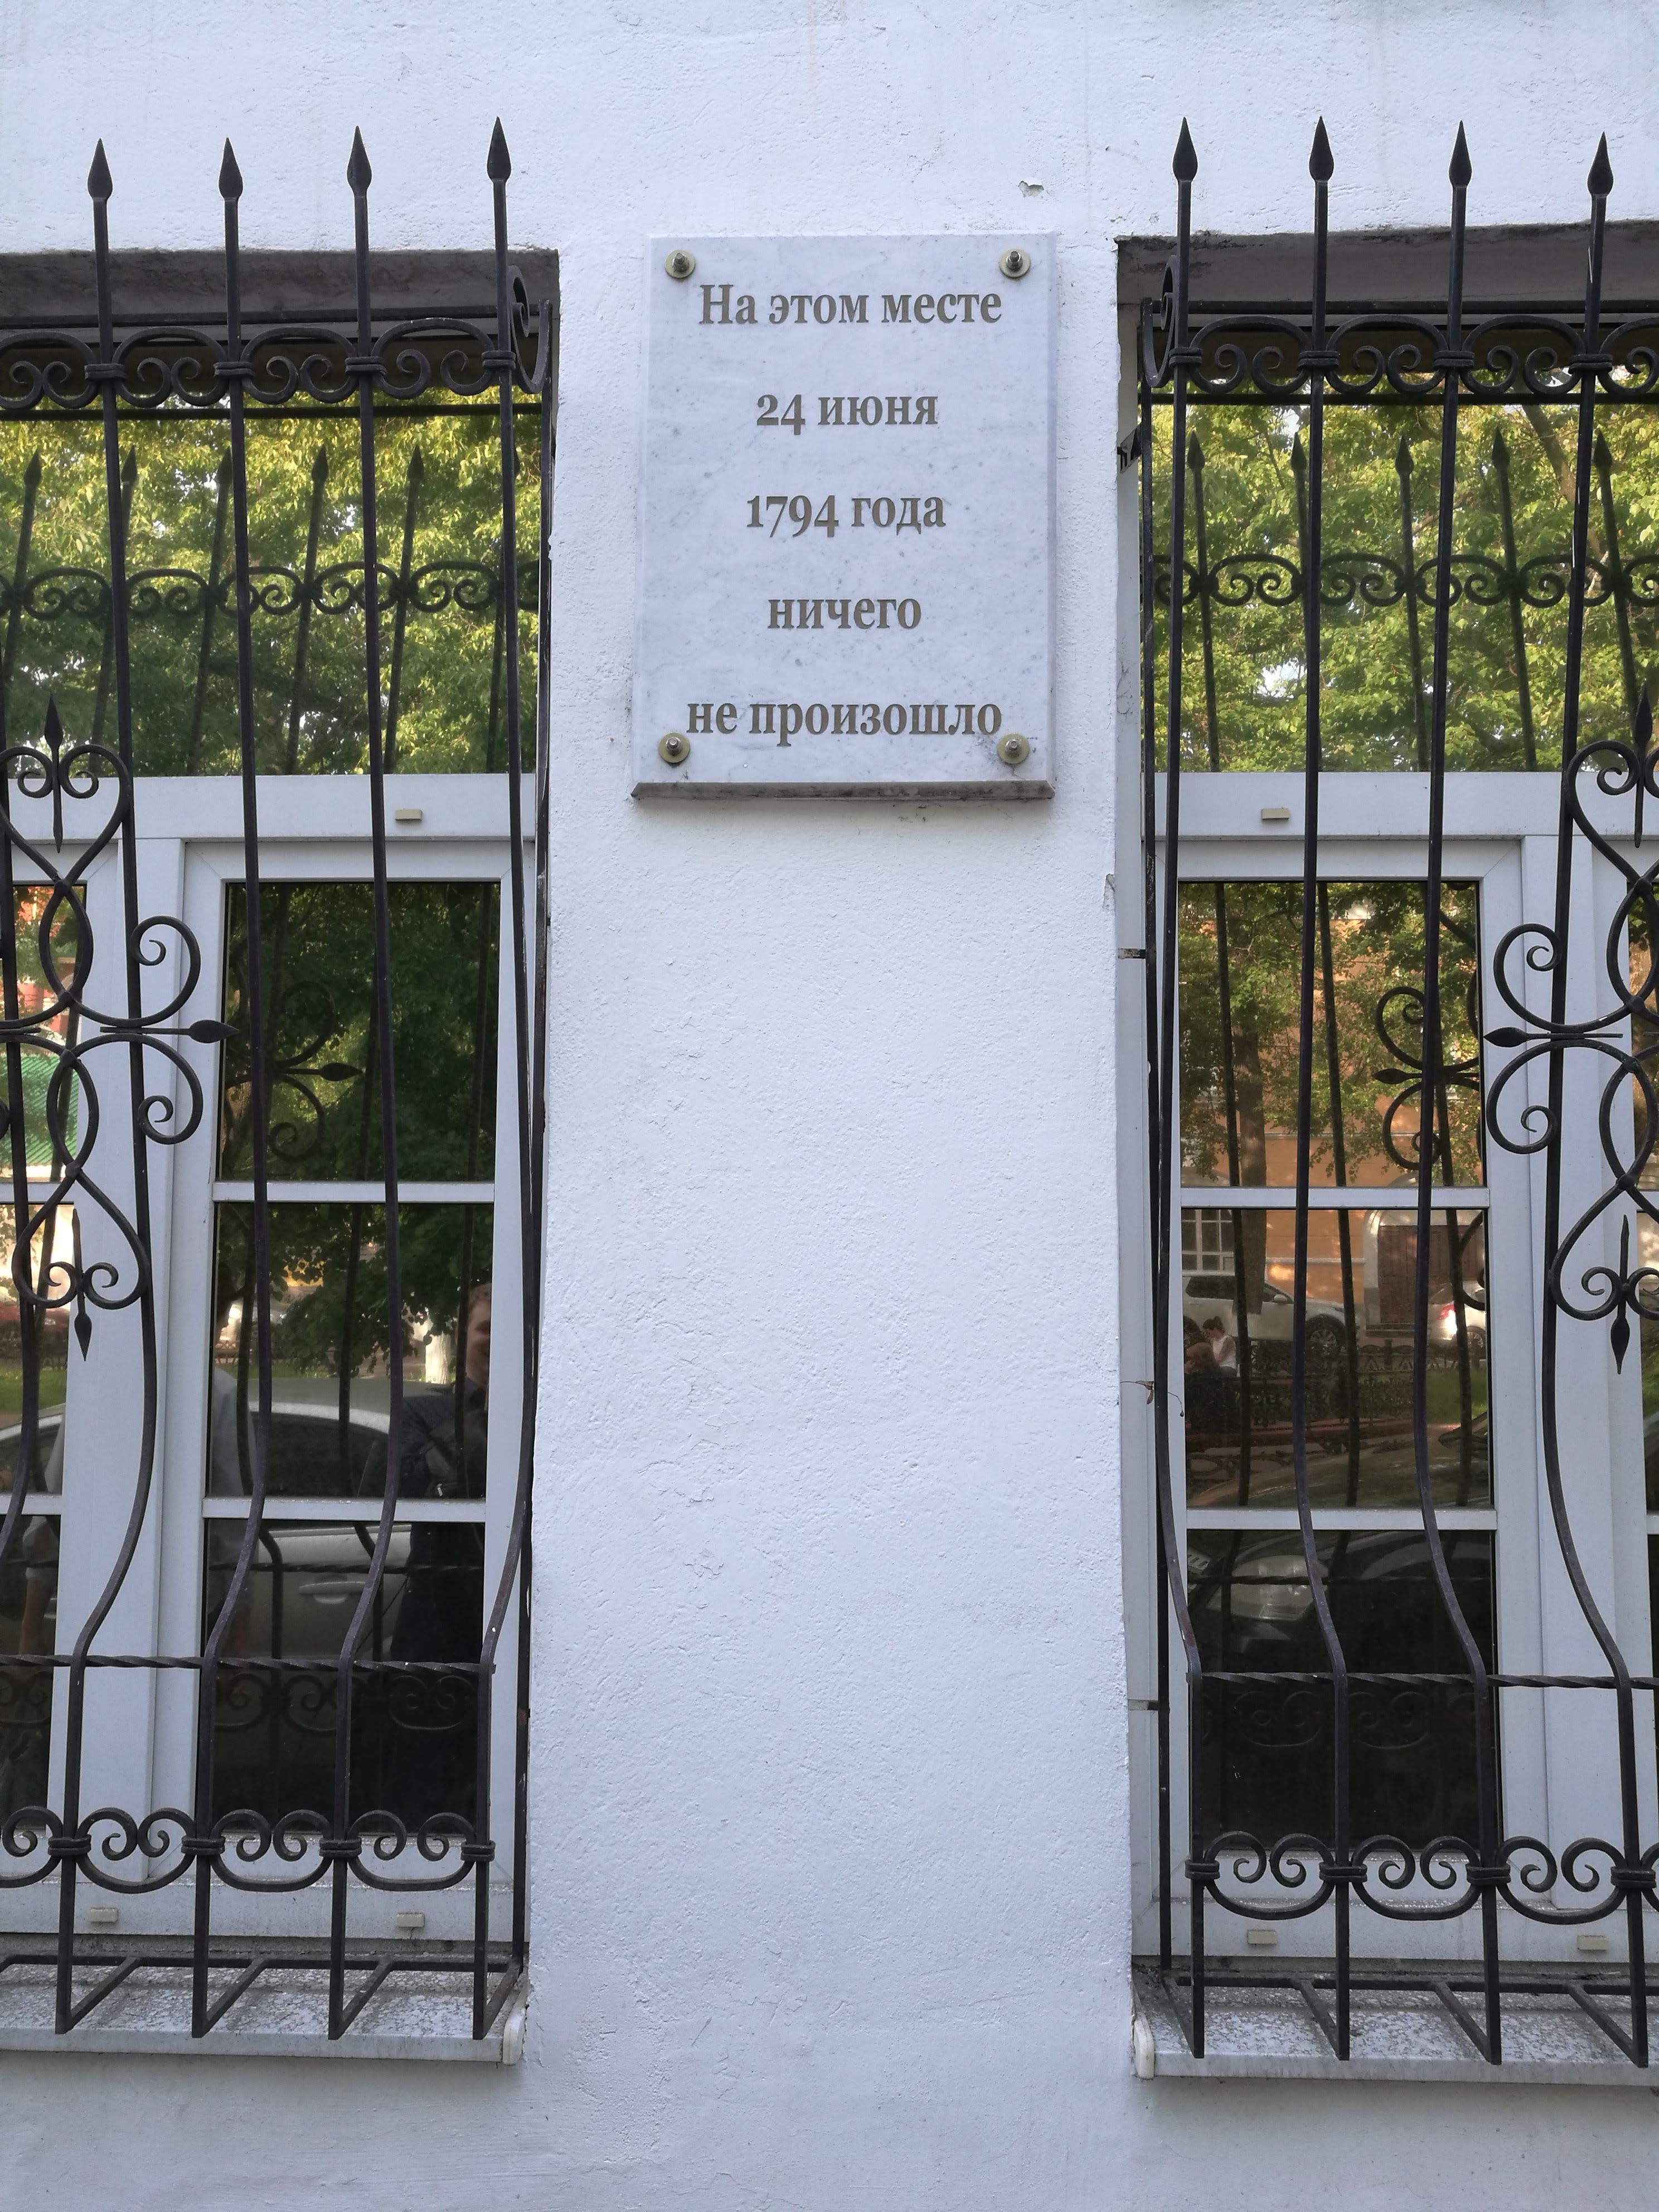 На этом месте
24 июня
1794 года
ничего
не произошло